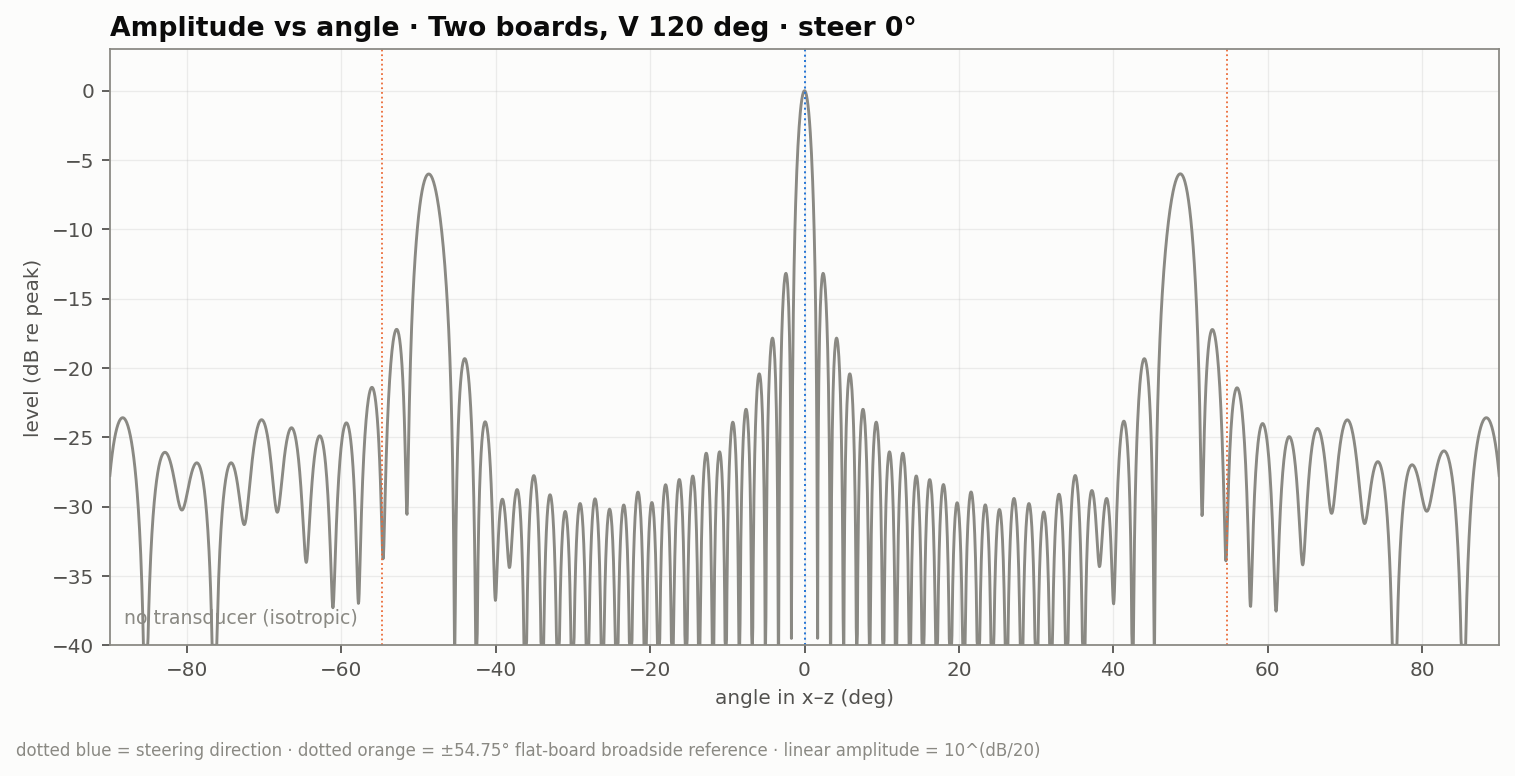 Amplitude vs angle · Two boards, V 120 deg · steer 0°
level (dB re peak)
0
−5
−10
−15
−20
−25
−30
−35
−40
no transducer (isotropic)
−80 −60 −40 −20 0 20 40 60 80
angle in x–z (deg)
dotted blue = steering direction · dotted orange = ±54.75° flat-board broadside reference · linear amplitude = 10^(dB/20)